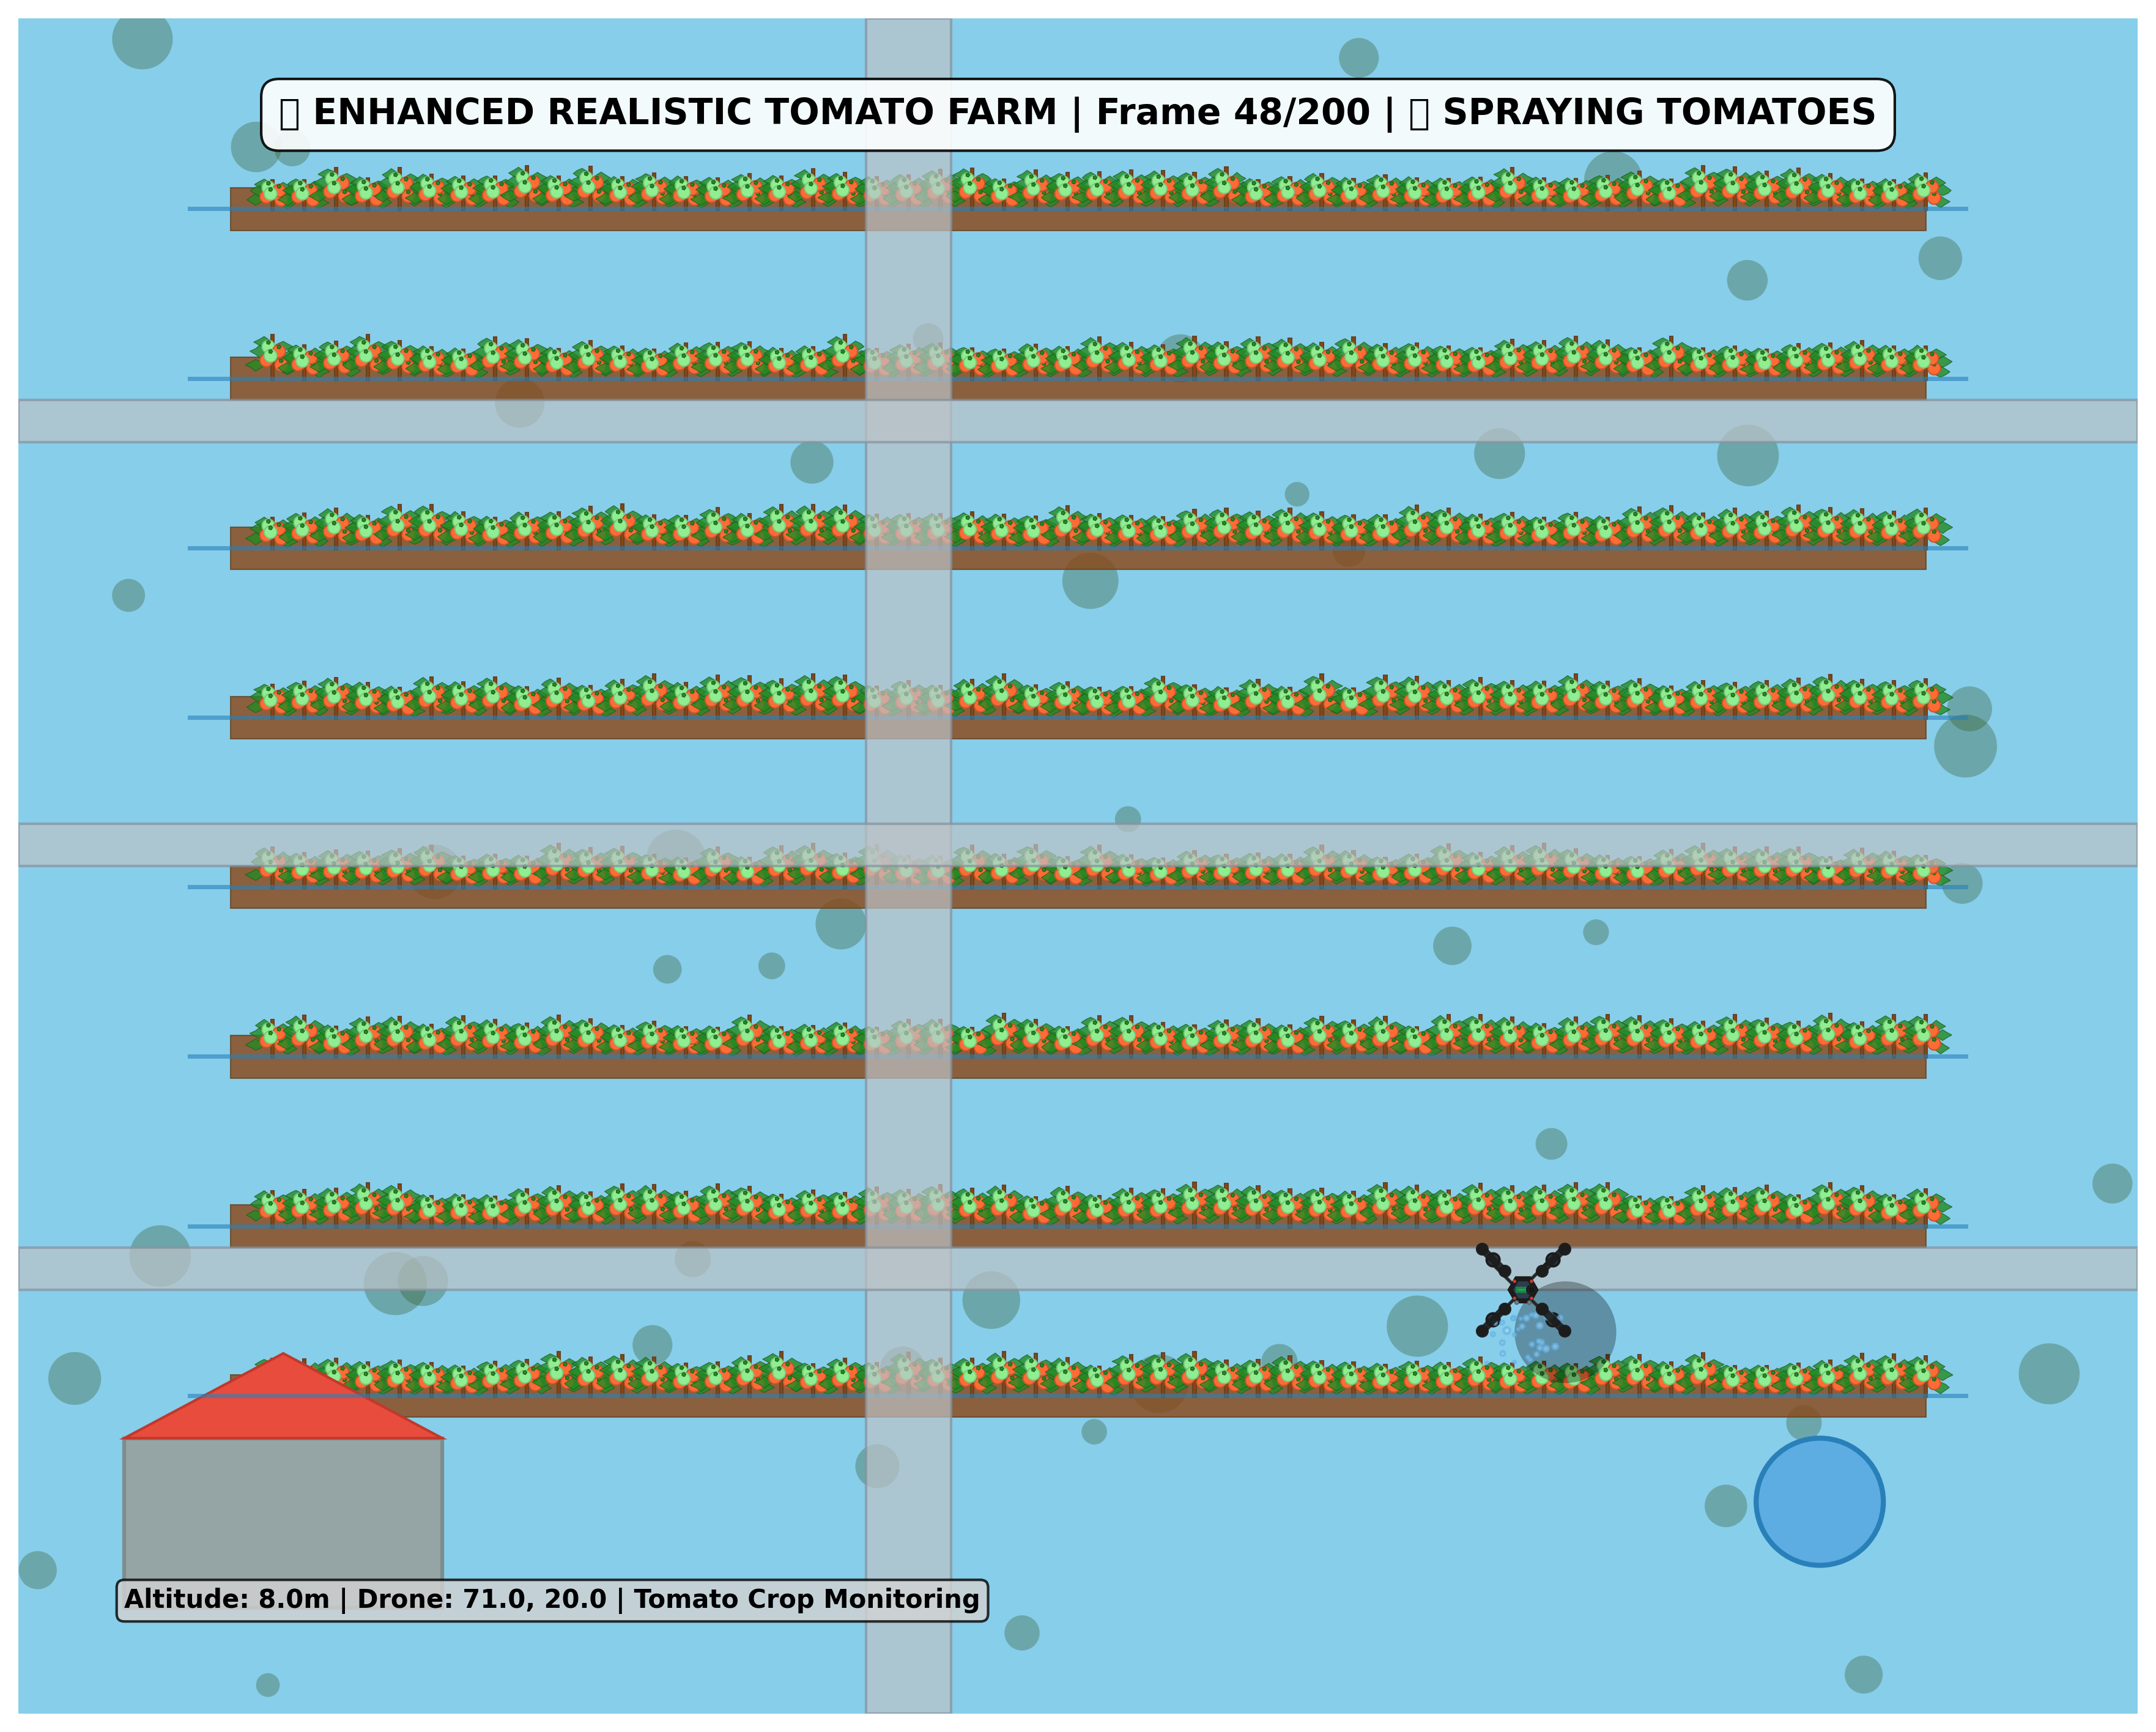 ▯ ENHANCED REALISTIC TOMATO FARM | Frame 48/200 | ▯ SPRAYING TOMATOES
Altitude: 8.0m | Drone: 71.0, 20.0 | Tomato Crop Monitoring